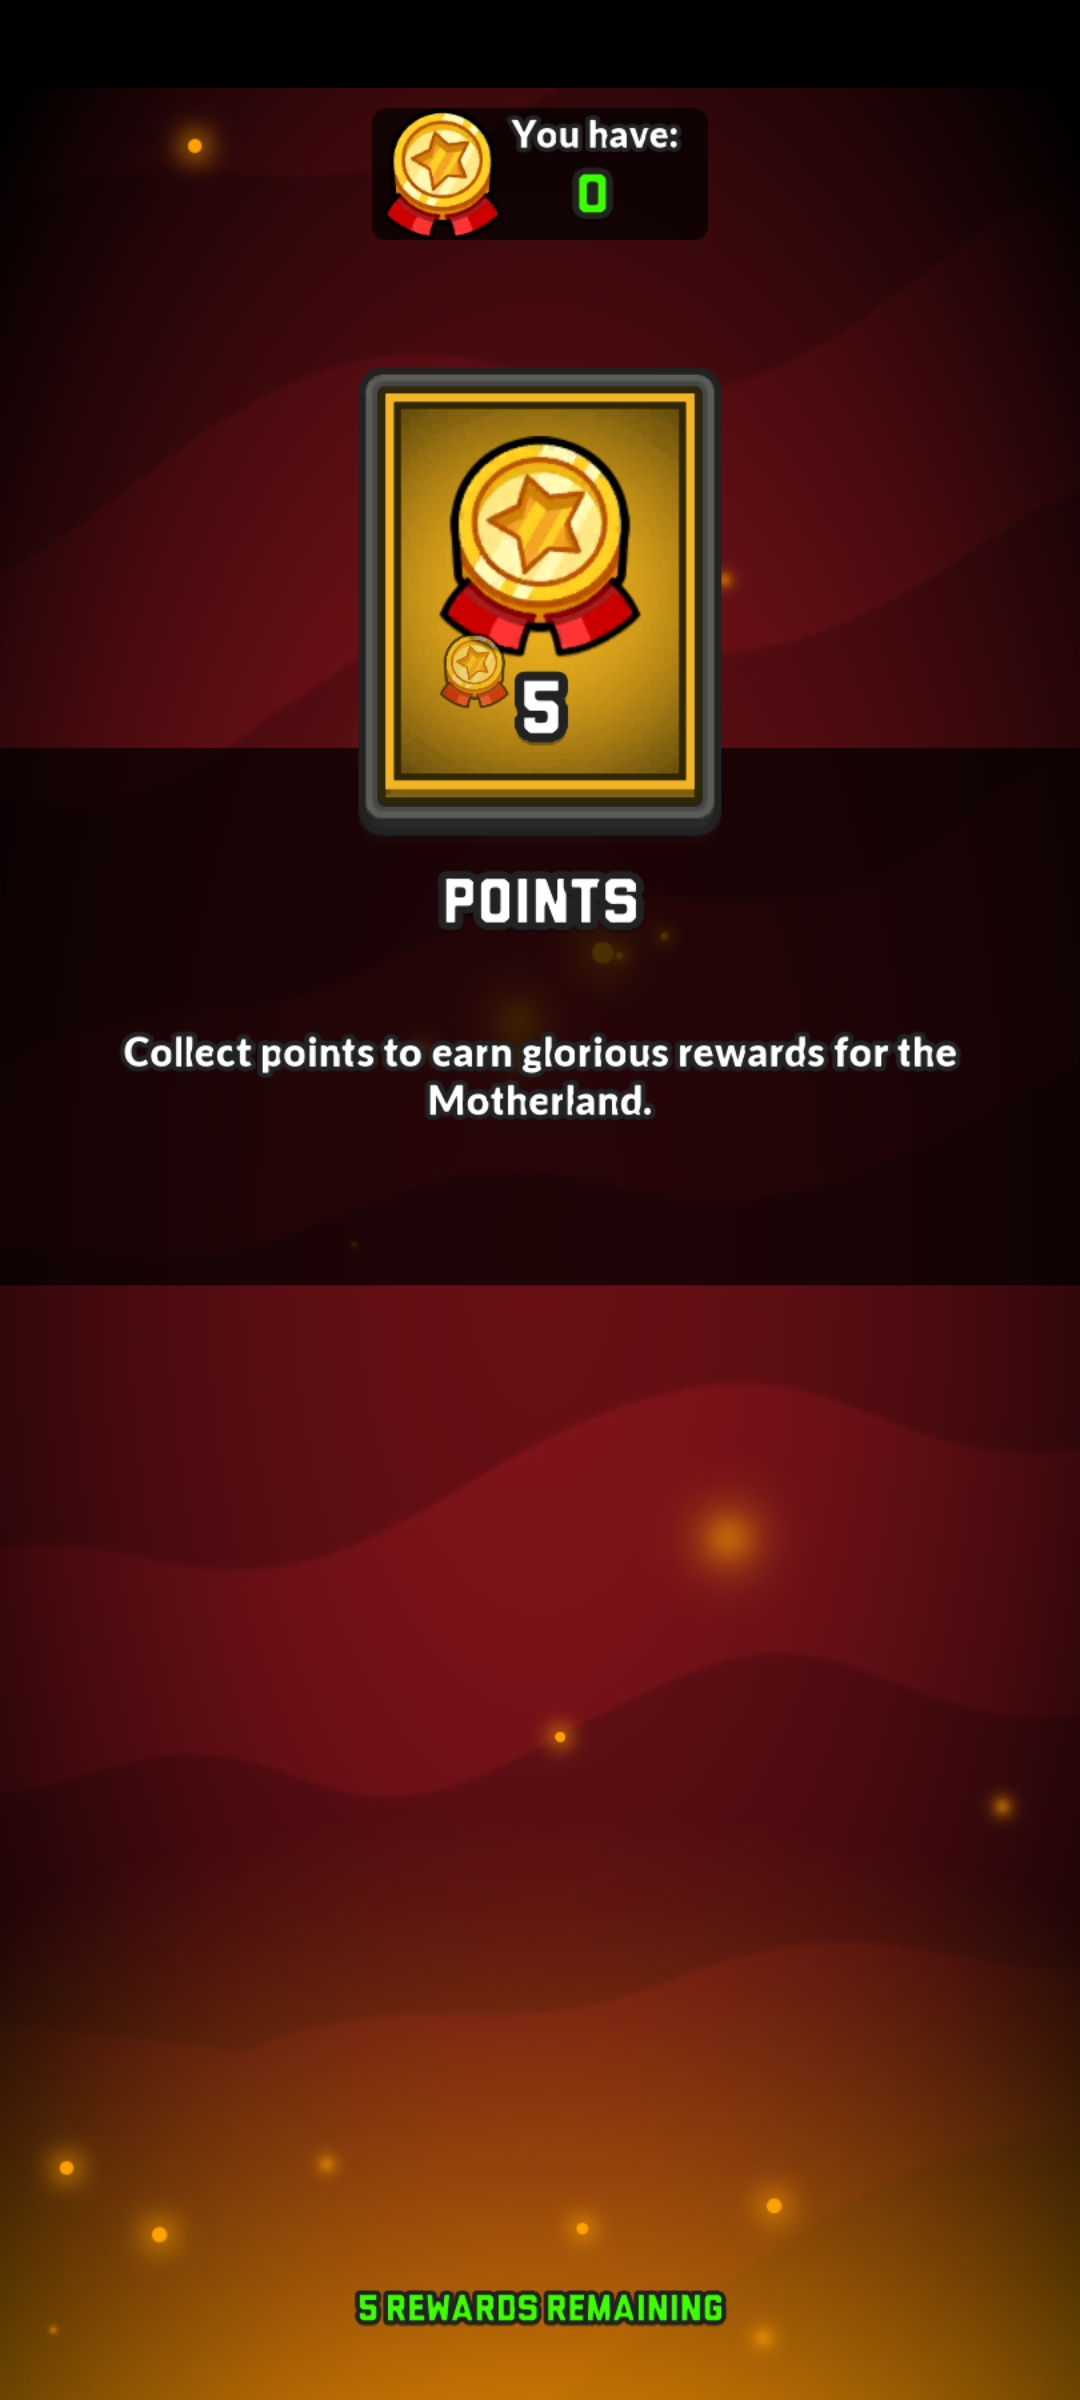 You have:
0
5
POINTS
Collect points to earn glorious rewards for the
Motherland.
5 REWARDS REMAINING